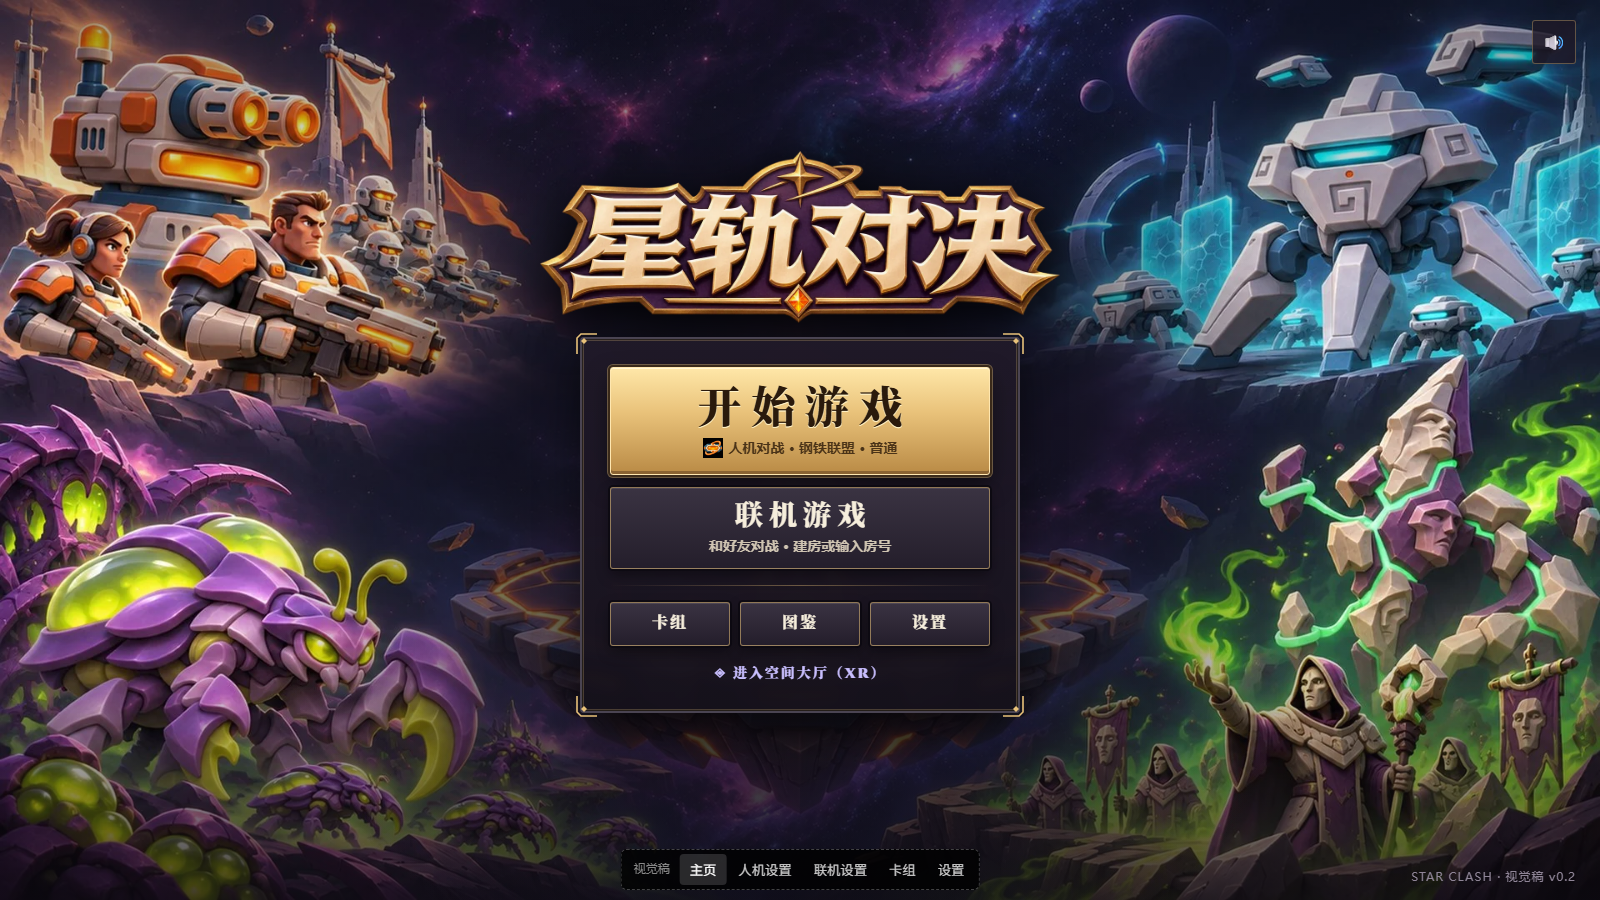 星轨对决
开始游戏
人机对战 • 钢铁联盟 • 普通
联机游戏
和好友对战 • 建房或输入房号
卡组
图鉴
设置
◈ 进入空间大厅（XR）
视觉稿
主页
人机设置
联机设置
卡组
设置
STAR CLASH · 视觉稿 v0.2